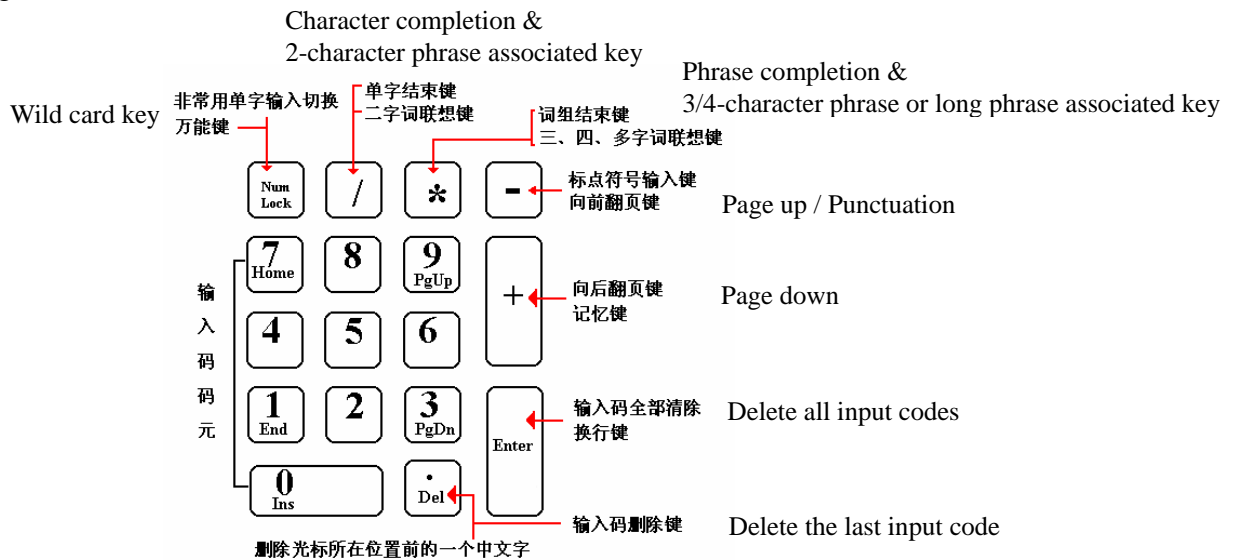 Character completion &
2-character phrase associated key
Phrase completion &
3/4-character phrase or long phrase associated key
Wild card key
非常用单字输入切换
万能键
单字结束键
二字词联想键
词组结束键
三、四、多字词联想键
Num
Lock
/
*
-
标点符号输入键
向前翻页键
Page up / Punctuation
7
Home
8
9
PgUp
+
向后翻页键
记忆键
Page down
输
入
码
码
元
4
5
6
1
End
2
3
PgDn
Enter
输入码全部清除
换行键
Delete all input codes
0
Ins
.
Del
输入码删除键
Delete the last input code
删除光标所在位置前的一个中文字